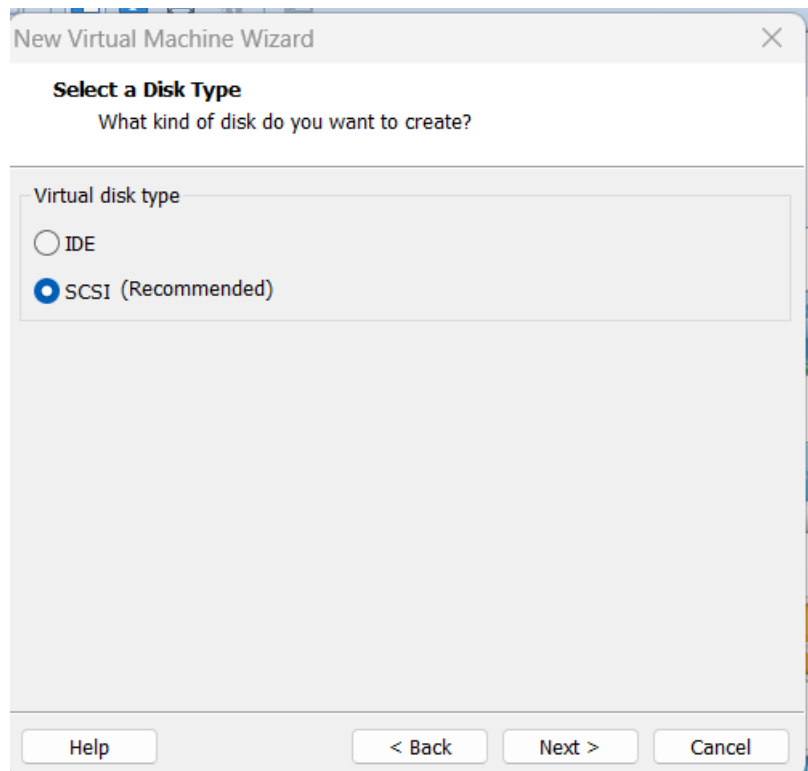 New Virtual Machine Wizard
Select a Disk Type
What kind of disk do you want to create?
Virtual disk type
IDE
SCSI (Recommended)
Help < Back Next > Cancel